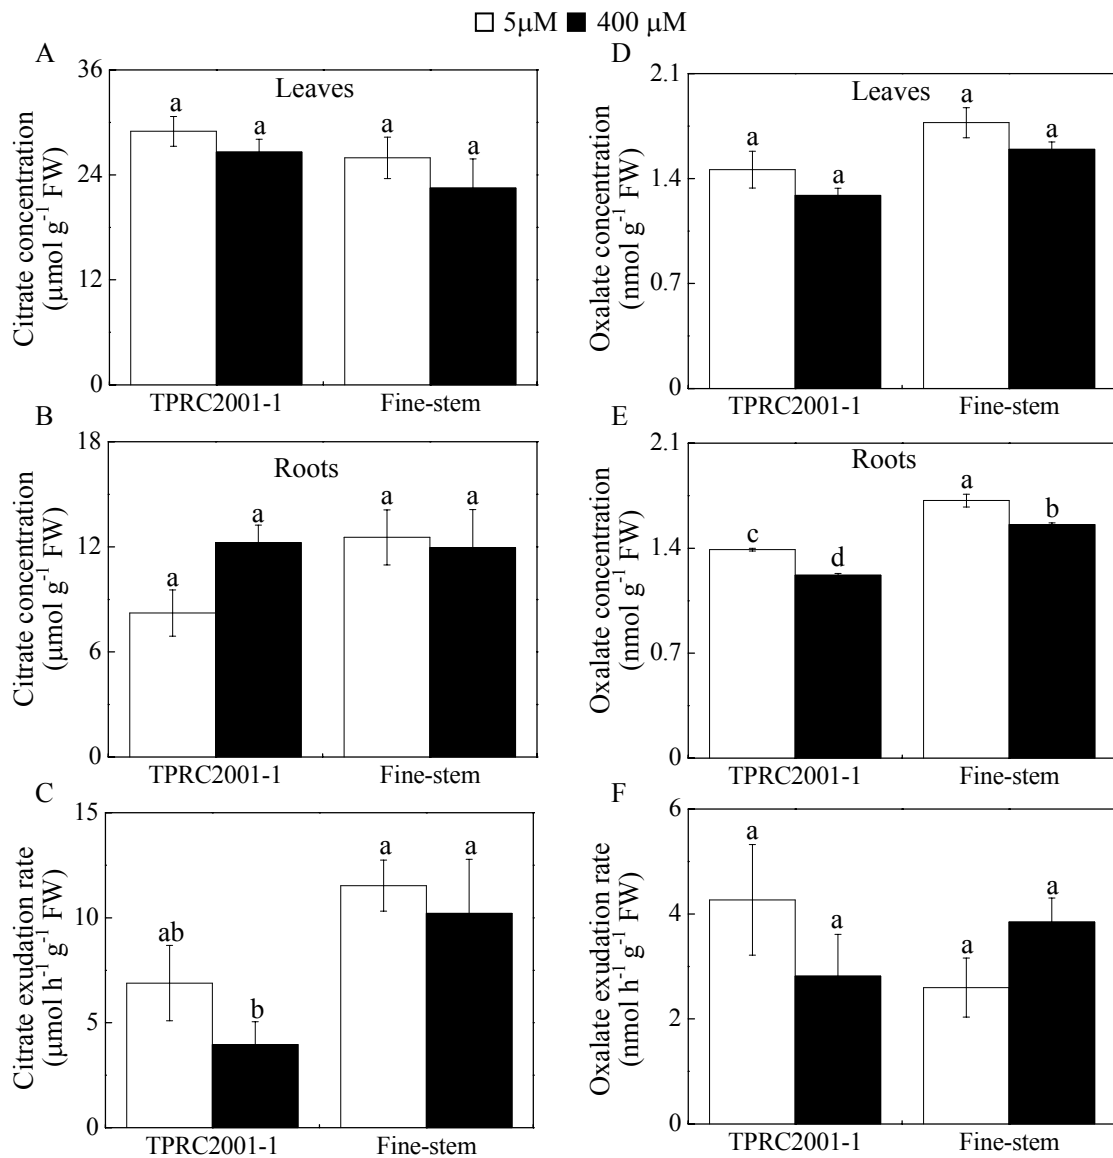 5μM 400 μM
A
Citrate concentration
(μmol g-1 FW)
36
24
12
0
Leaves
a
a
a
a
TPRC2001-1
Fine-stem
B
Citrate concentration
(μmol g-1 FW)
18
12
6
0
Roots
a
a
a
a
TPRC2001-1
Fine-stem
C
Citrate exudation rate
(μmol h-1 g-1 FW)
15
10
5
0
ab
b
a
a
TPRC2001-1
Fine-stem
D
Oxalate concentration
(nmol g-1 FW)
2.1
1.4
0.7
0
Leaves
a
a
a
a
TPRC2001-1
Fine-stem
E
Oxalate concentration
(nmol g-1 FW)
2.1
1.4
0.7
0
Roots
c
d
a
b
TPRC2001-1
Fine-stem
F
Oxalate exudation rate
(nmol h-1 g-1 FW)
6
4
2
0
a
a
a
a
TPRC2001-1
Fine-stem